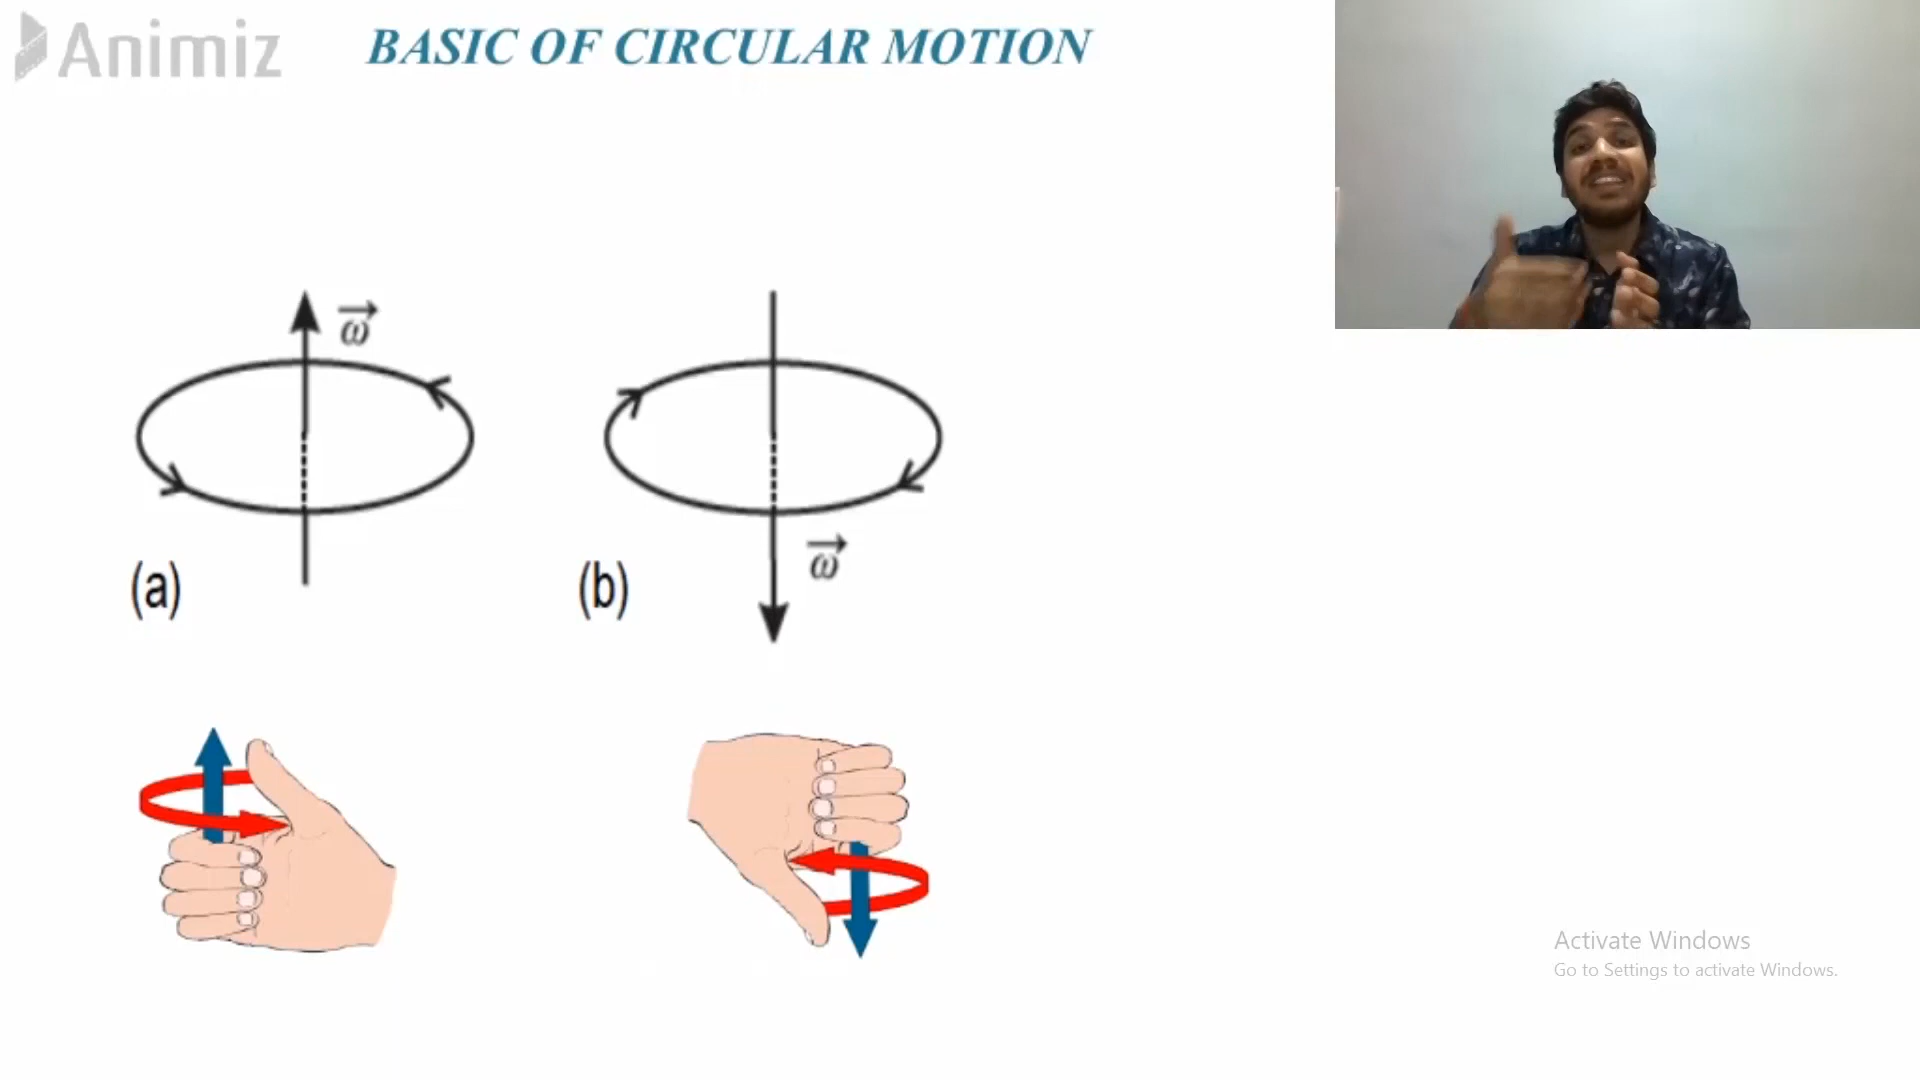 Animiz
BASIC OF CIRCULAR MOTION
ω⃗
(a)
(b)
ω⃗
Activate Windows
Go to Settings to activate Windows.